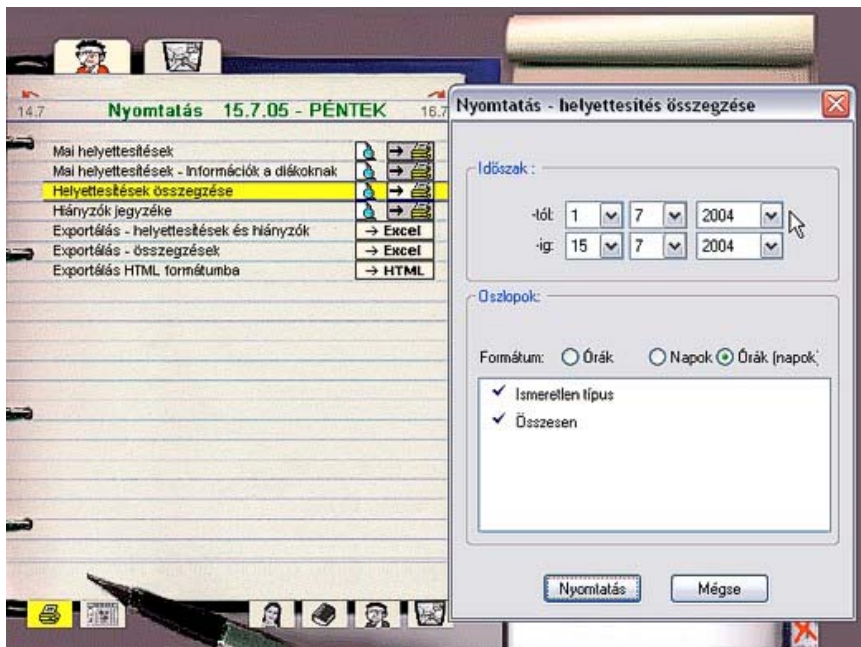 14.7 Nyomtatás 15.7.05 - PÉNTEK 16.7
Mai helyettesítések
Mai helyettesítések - Információk a diákoknak
Helyettesítések összegzése
Hiányzók jegyzéke
Exportálás - helyettesítések és hiányzók → Excel
Exportálás - összegzések → Excel
Exportálás HTML formátumba → HTML
Nyomtatás - helyettesítés összegzése
Időszak :
-tól: 1 7 2004
-ig: 15 7 2004
Oszlopok:
Formátum: Órák Napok Órák (napok)
Ismeretlen típus
Összesen
Nyomtatás Mégse